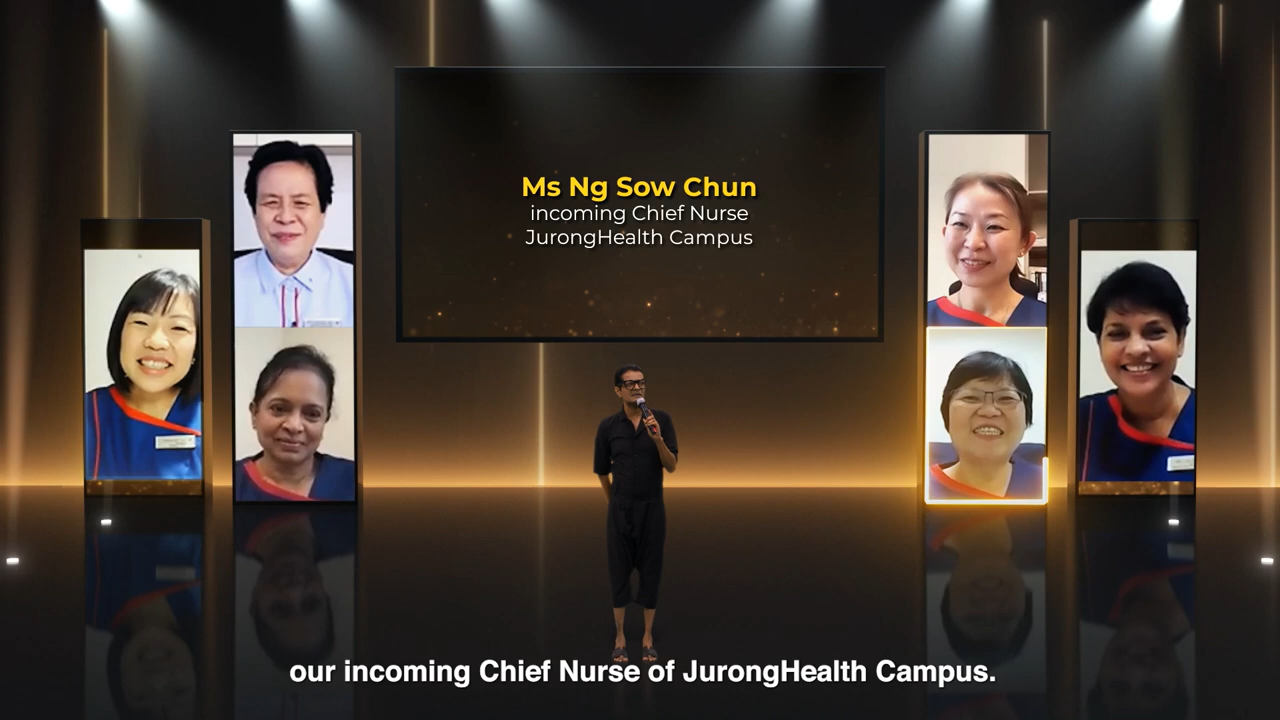 Ms Ng Sow Chun
incoming Chief Nurse
JurongHealth Campus
our incoming Chief Nurse of JurongHealth Campus.